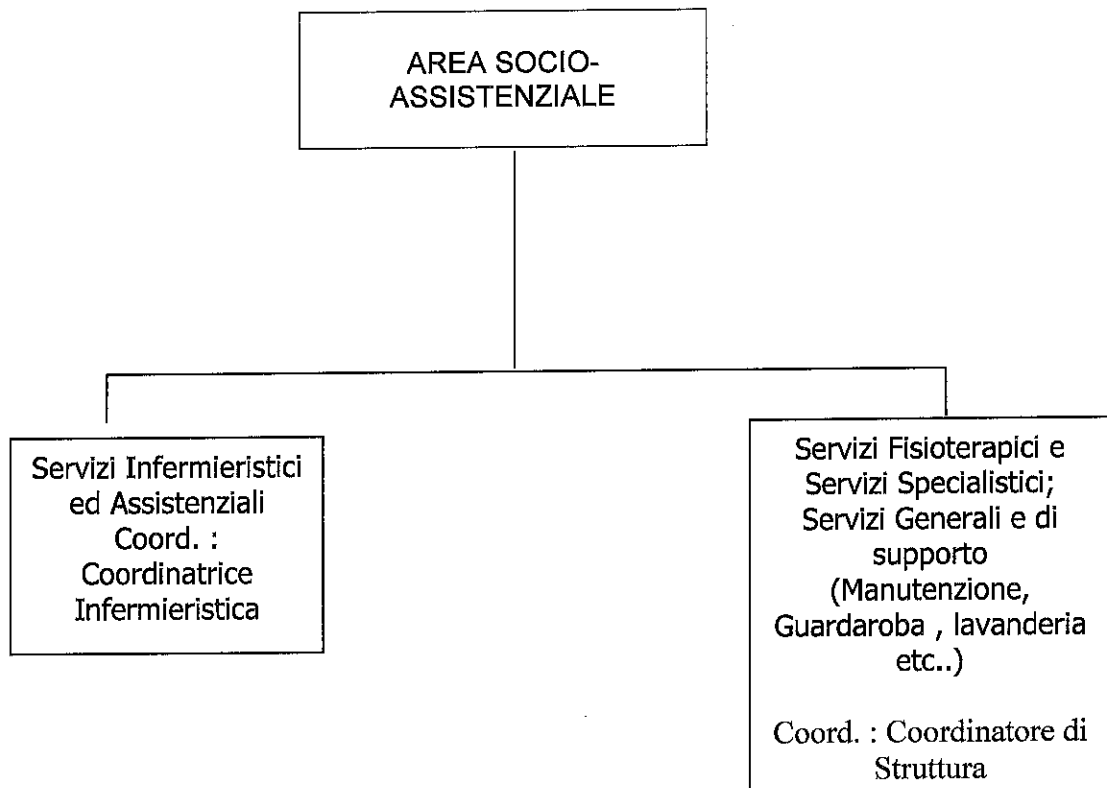 AREA SOCIO-
ASSISTENZIALE
Servizi Infermieristici
ed Assistenziali
Coord. :
Coordinatrice
Infermieristica
Servizi Fisioterapici e
Servizi Specialistici;
Servizi Generali e di
supporto
(Manutenzione,
Guardaroba , lavanderia
etc..)
Coord. : Coordinatore di
Struttura